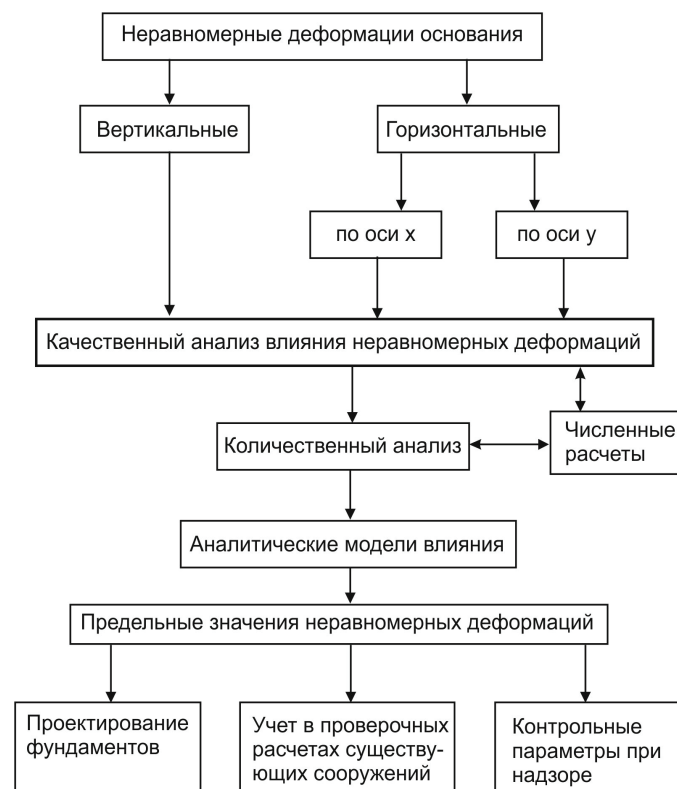 Неравномерные деформации основания
Вертикальные
Горизонтальные
по оси x
по оси y
Качественный анализ влияния неравномерных деформаций
Количественный анализ
Численные
расчеты
Аналитические модели влияния
Предельные значения неравномерных деформаций
Проектирование
фундаментов
Учет в проверочных
расчетах существу-
ющих сооружений
Контрольные
параметры при
надзоре